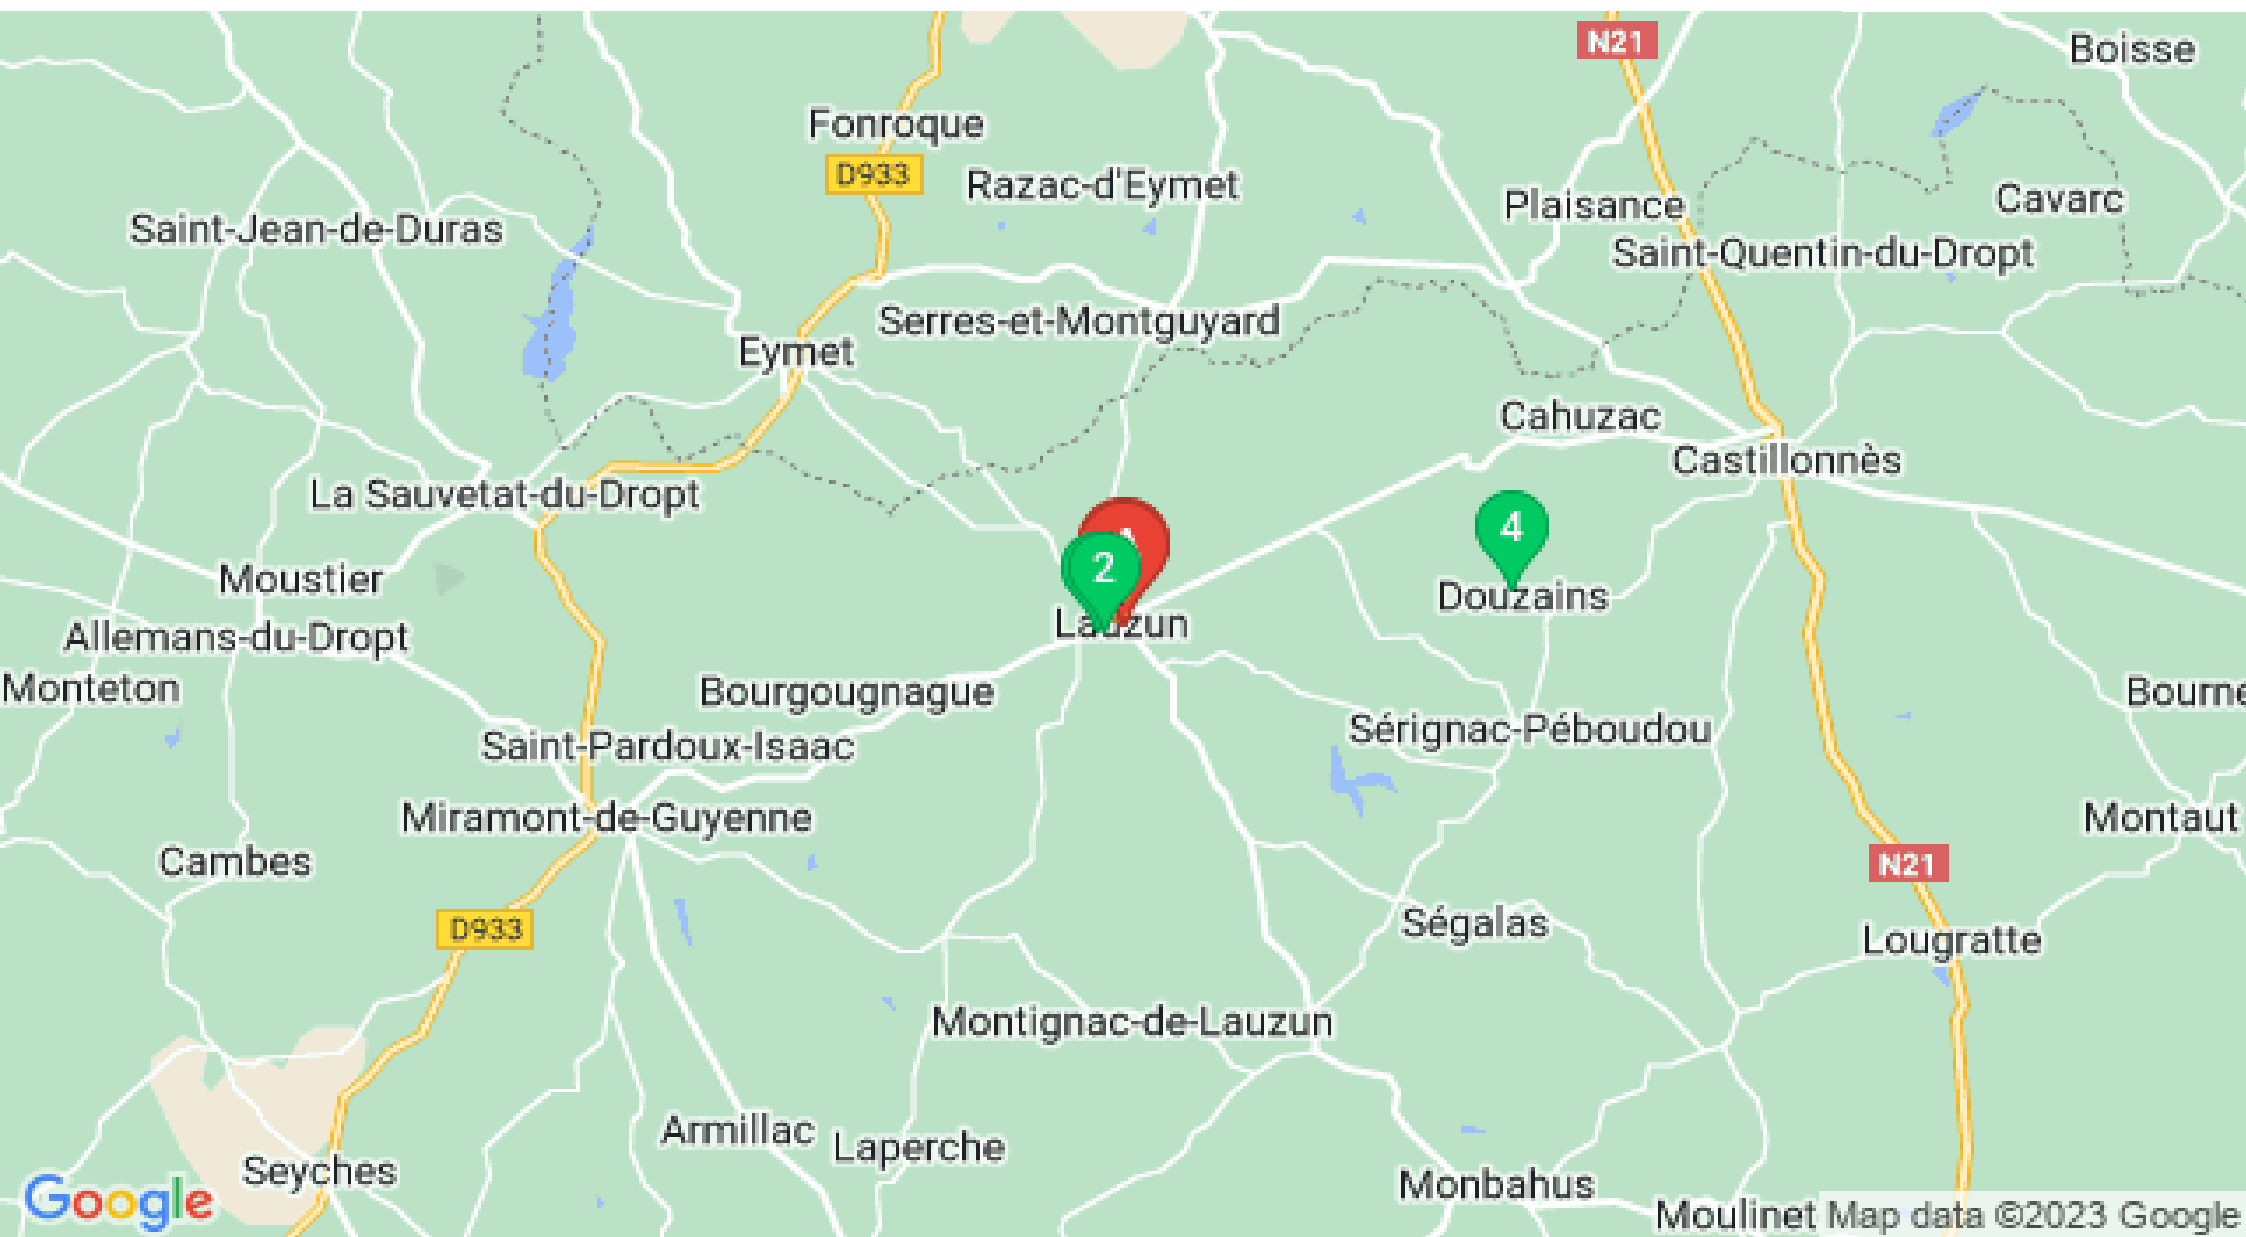 N21
Boisse
Fonroque
D933
Razac-d'Eymet
Plaisance
Cavarc
Saint-Jean-de-Duras
Saint-Quentin-du-Dropt
Serres-et-Montguyard
Eymet
Cahuzac
Castillonnès
La Sauvetat-du-Dropt
4
2
Moustier
Douzains
Lauzun
Allemans-du-Dropt
Monteton
Bourgougnague
Bourne
Sérignac-Péboudou
Saint-Pardoux-Isaac
Miramont-de-Guyenne
Montaut
Cambes
N21
Ségalas
D933
Lougratte
Montignac-de-Lauzun
Armillac
Laperche
Seyches
Monbahus
Google
Moulinet
Map data ©2023 Google